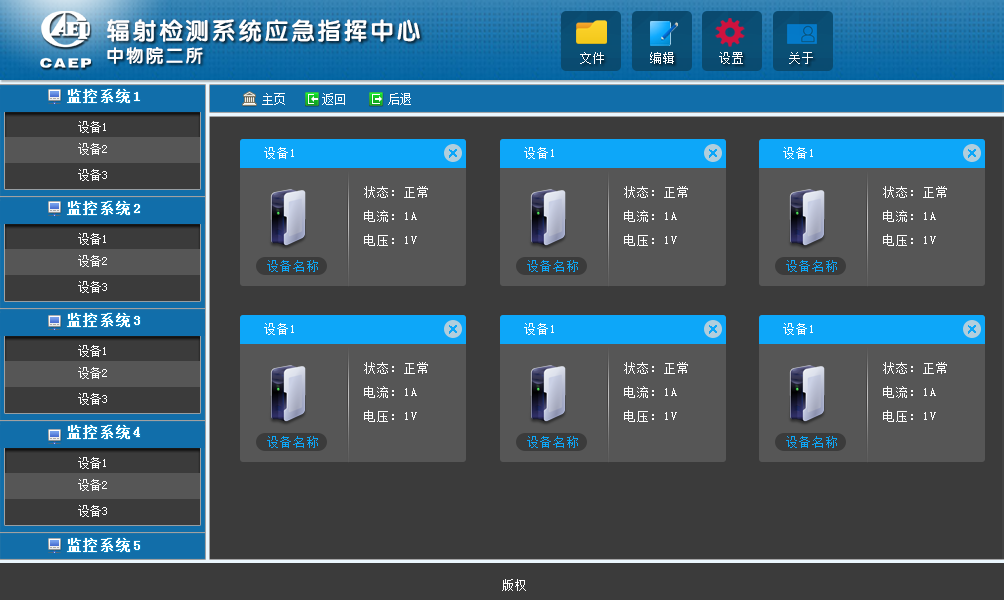 CAEP
辐射检测系统应急指挥中心
中物院二所
文件
编辑
设置
关于
监控系统1
设备1
设备2
设备3
监控系统2
设备1
设备2
设备3
监控系统3
设备1
设备2
设备3
监控系统4
设备1
设备2
设备3
监控系统5
主页 返回 后退
设备1
状态: 正常
电流: 1A
电压: 1V
设备名称
设备1
状态: 正常
电流: 1A
电压: 1V
设备名称
设备1
状态: 正常
电流: 1A
电压: 1V
设备名称
设备1
状态: 正常
电流: 1A
电压: 1V
设备名称
设备1
状态: 正常
电流: 1A
电压: 1V
设备名称
设备1
状态: 正常
电流: 1A
电压: 1V
设备名称
版权